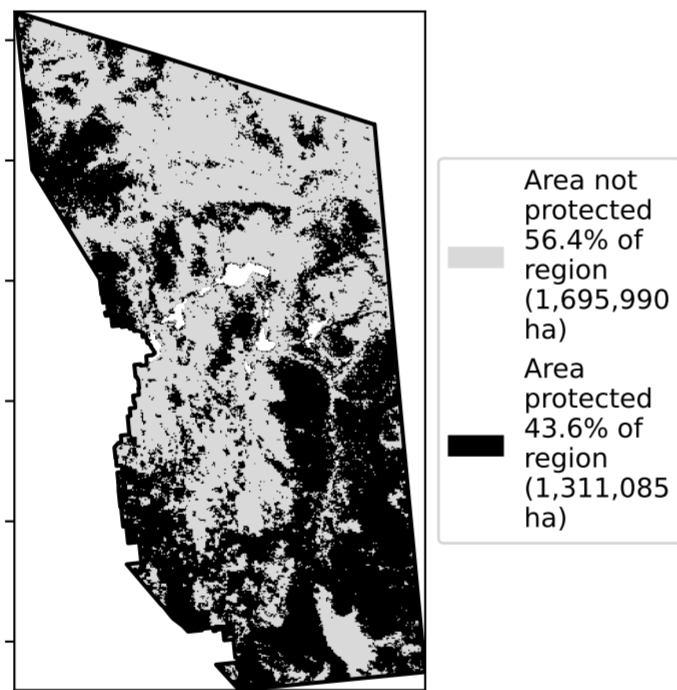 Area not
protected
56.4% of
region
(1,695,990
ha)
Area
protected
43.6% of
region
(1,311,085
ha)